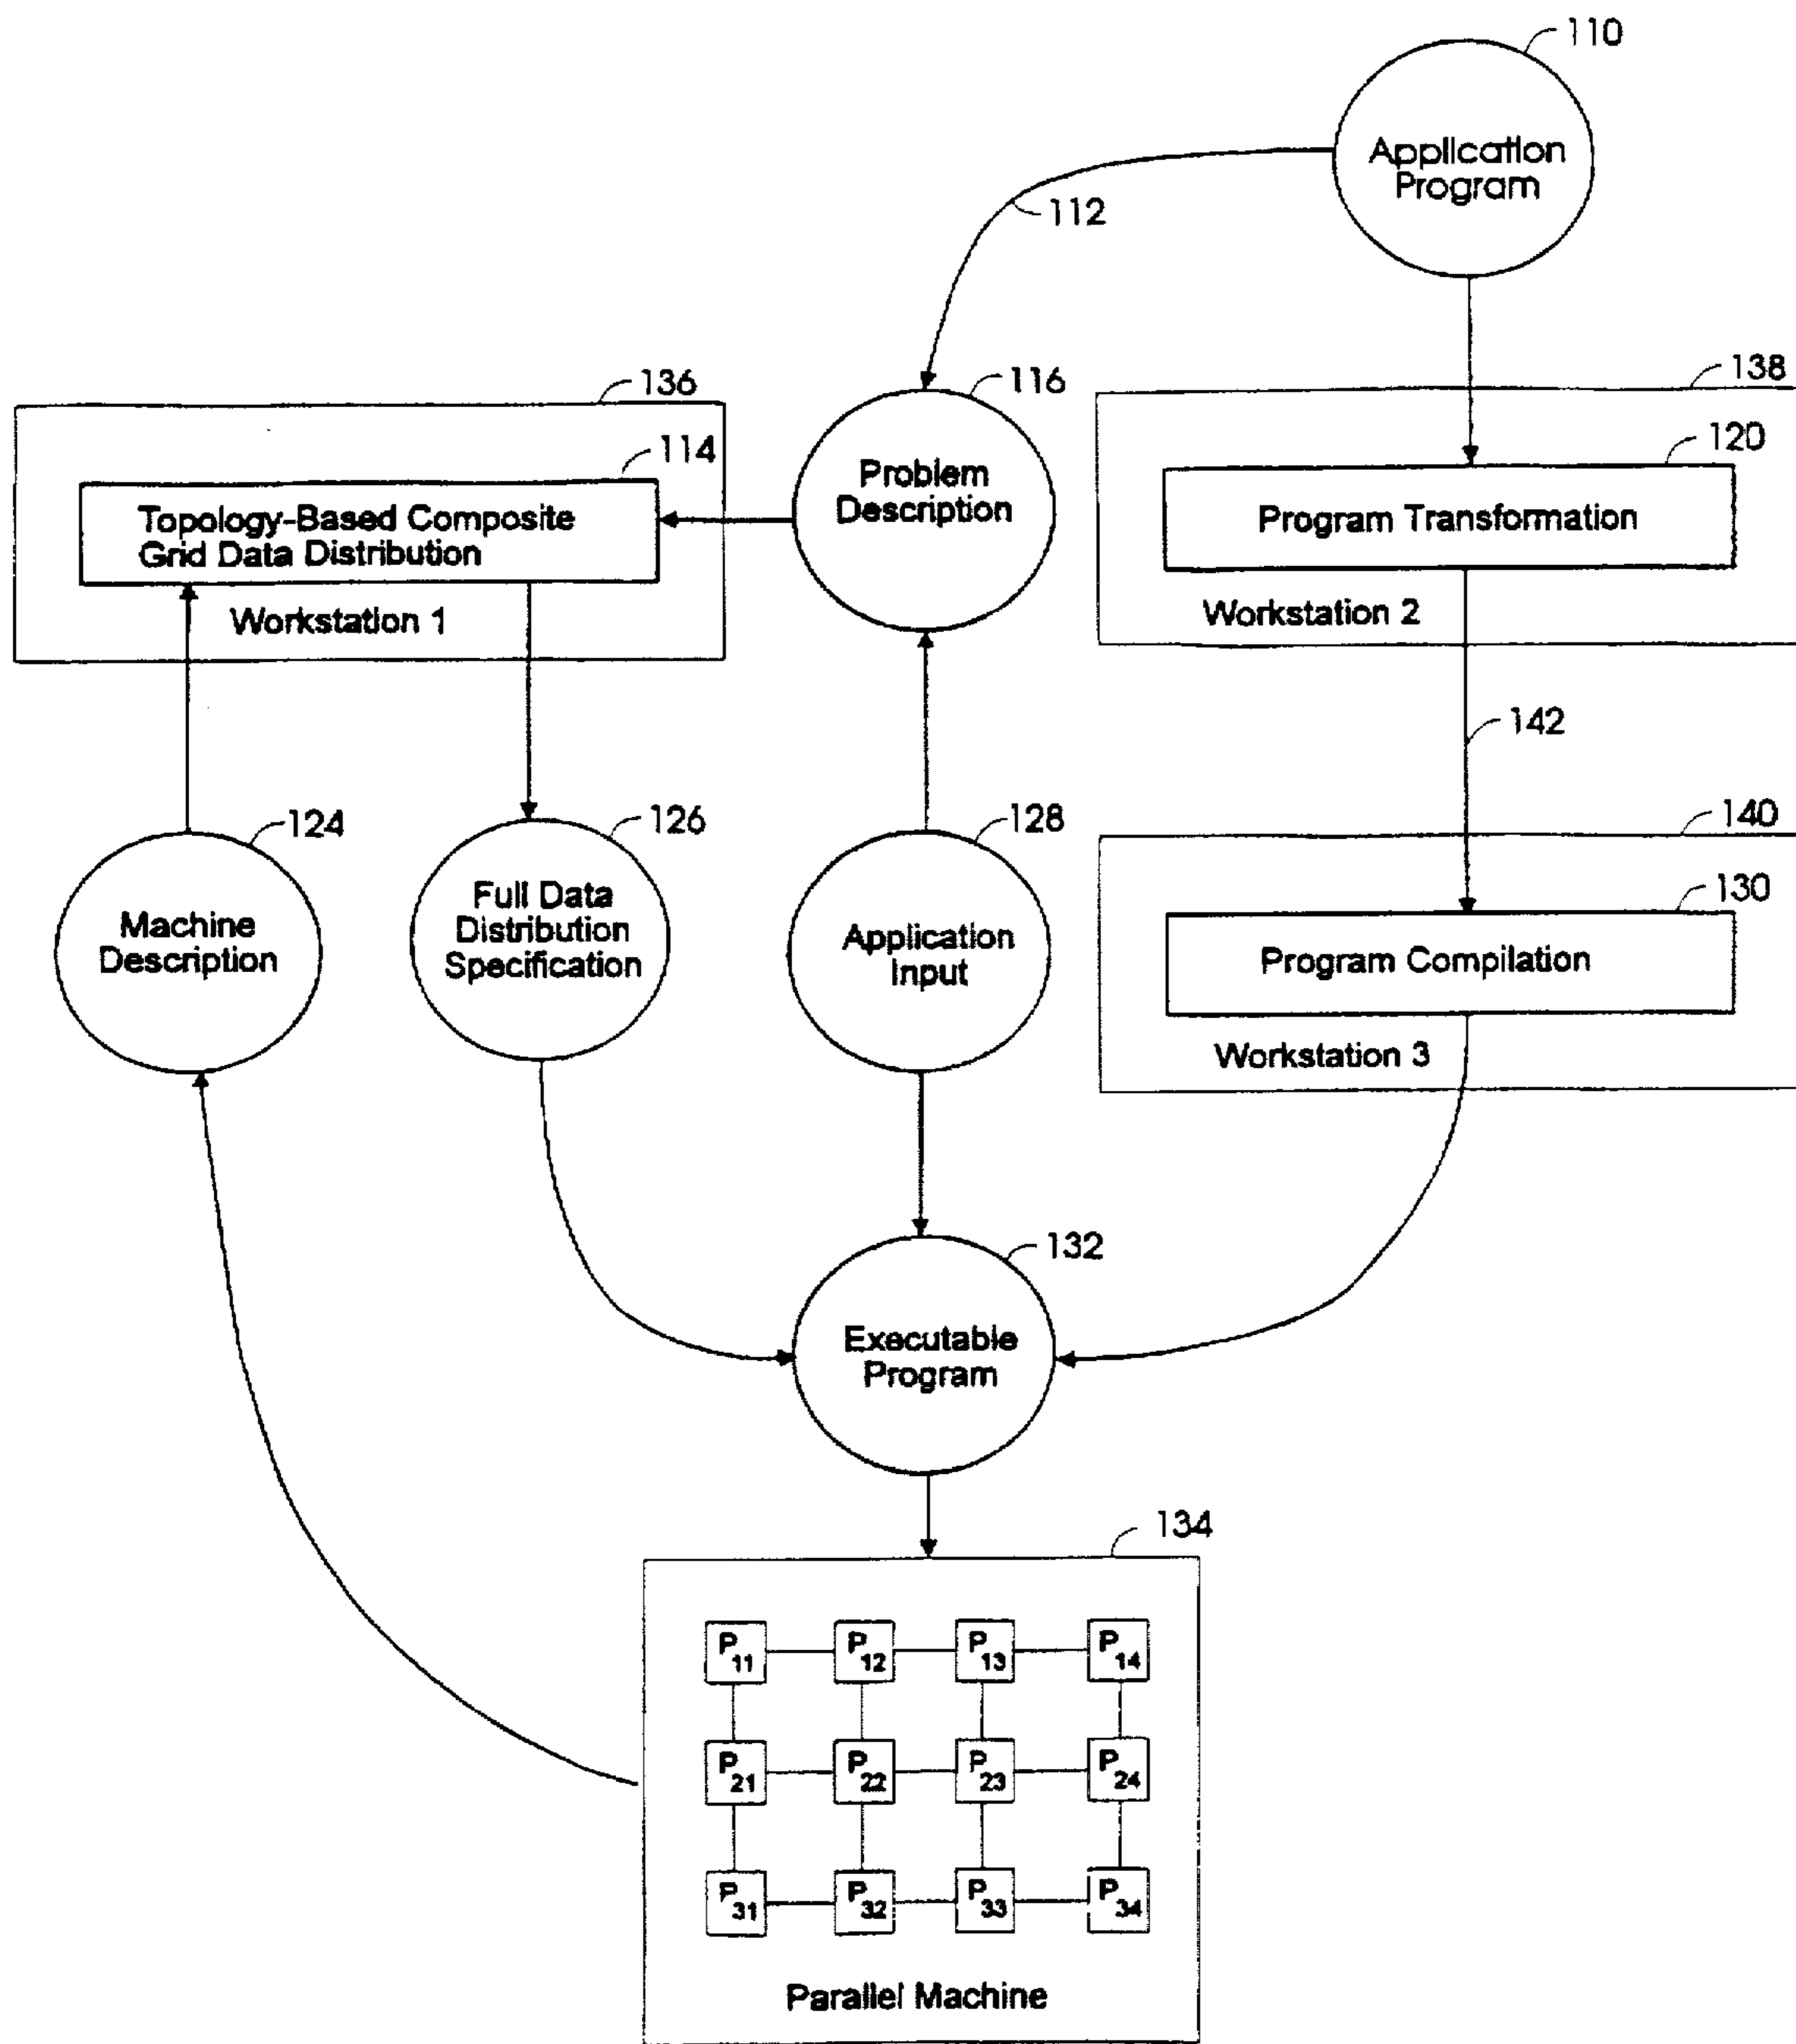 110
Application
Program
112
136
116
138
114
120
Problem
Description
Topology-Based Composite
Grid Data Distribution
Program Transformation
Workstation 1
Workstation 2
142
124
126
128
140
130
Machine
Description
Full Data
Distribution
Specification
Application
Input
Program Compilation
Workstation 3
132
Executable
Program
134
P11 P12 P13 P14
P21 P22 P23 P24
P31 P32 P33 P34
Parallel Machine